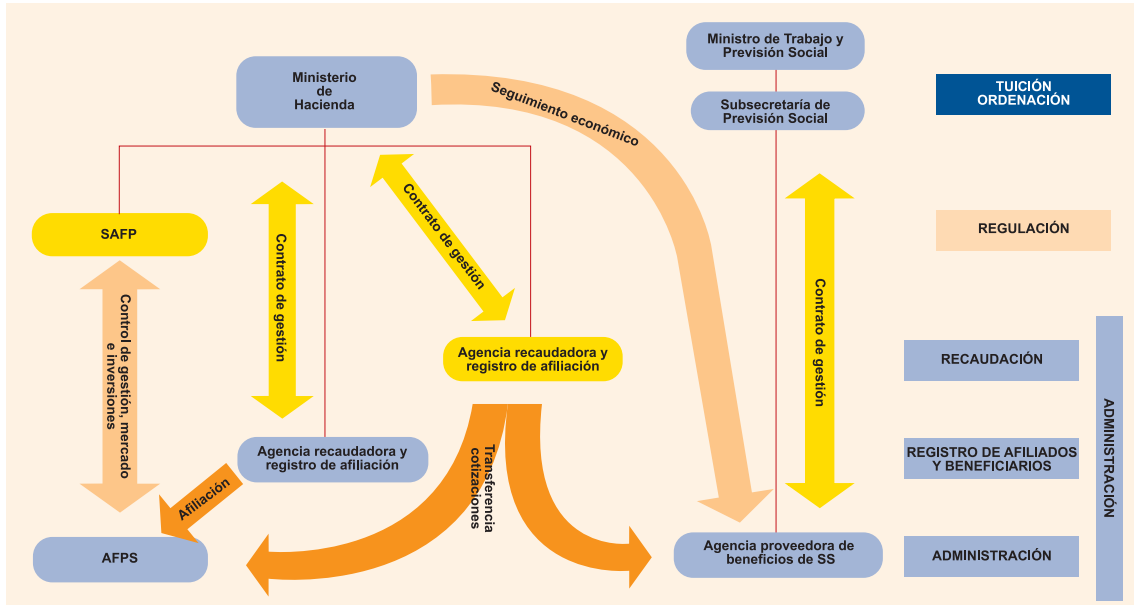 Ministro de Trabajo y
Previsión Social
Ministerio
de
Hacienda
Seguimiento económico
Subsecretaría de
Previsión Social
TUICIÓN
ORDENACIÓN
SAFP
Contrato de gestión
Contrato de gestión
Contrato de gestión
REGULACIÓN
Control de gestión, mercado
e inversiones
Agencia recaudadora y
registro de afiliación
RECAUDACIÓN
ADMINISTRACIÓN
Agencia recaudadora y
registro de afiliación
Transferencia
cotizaciones
REGISTRO DE AFILIADOS
Y BENEFICIARIOS
Afiliación
AFPS
Agencia proveedora de
beneficios de SS
ADMINISTRACIÓN